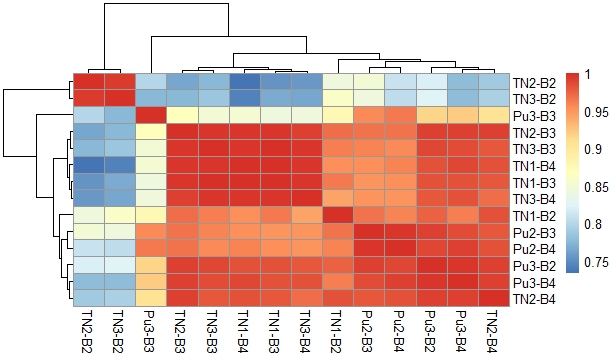 TN2-B2
TN3-B2
Pu3-B3
TN2-B3
TN3-B3
TN1-B4
TN1-B3
TN3-B4
TN1-B2
Pu2-B3
Pu2-B4
Pu3-B2
Pu3-B4
TN2-B4
1
0.95
0.9
0.85
0.8
0.75
TN2-B2
TN3-B2
Pu3-B3
TN2-B3
TN3-B3
TN1-B4
TN1-B3
TN3-B4
TN1-B2
Pu2-B3
Pu2-B4
Pu3-B2
Pu3-B4
TN2-B4